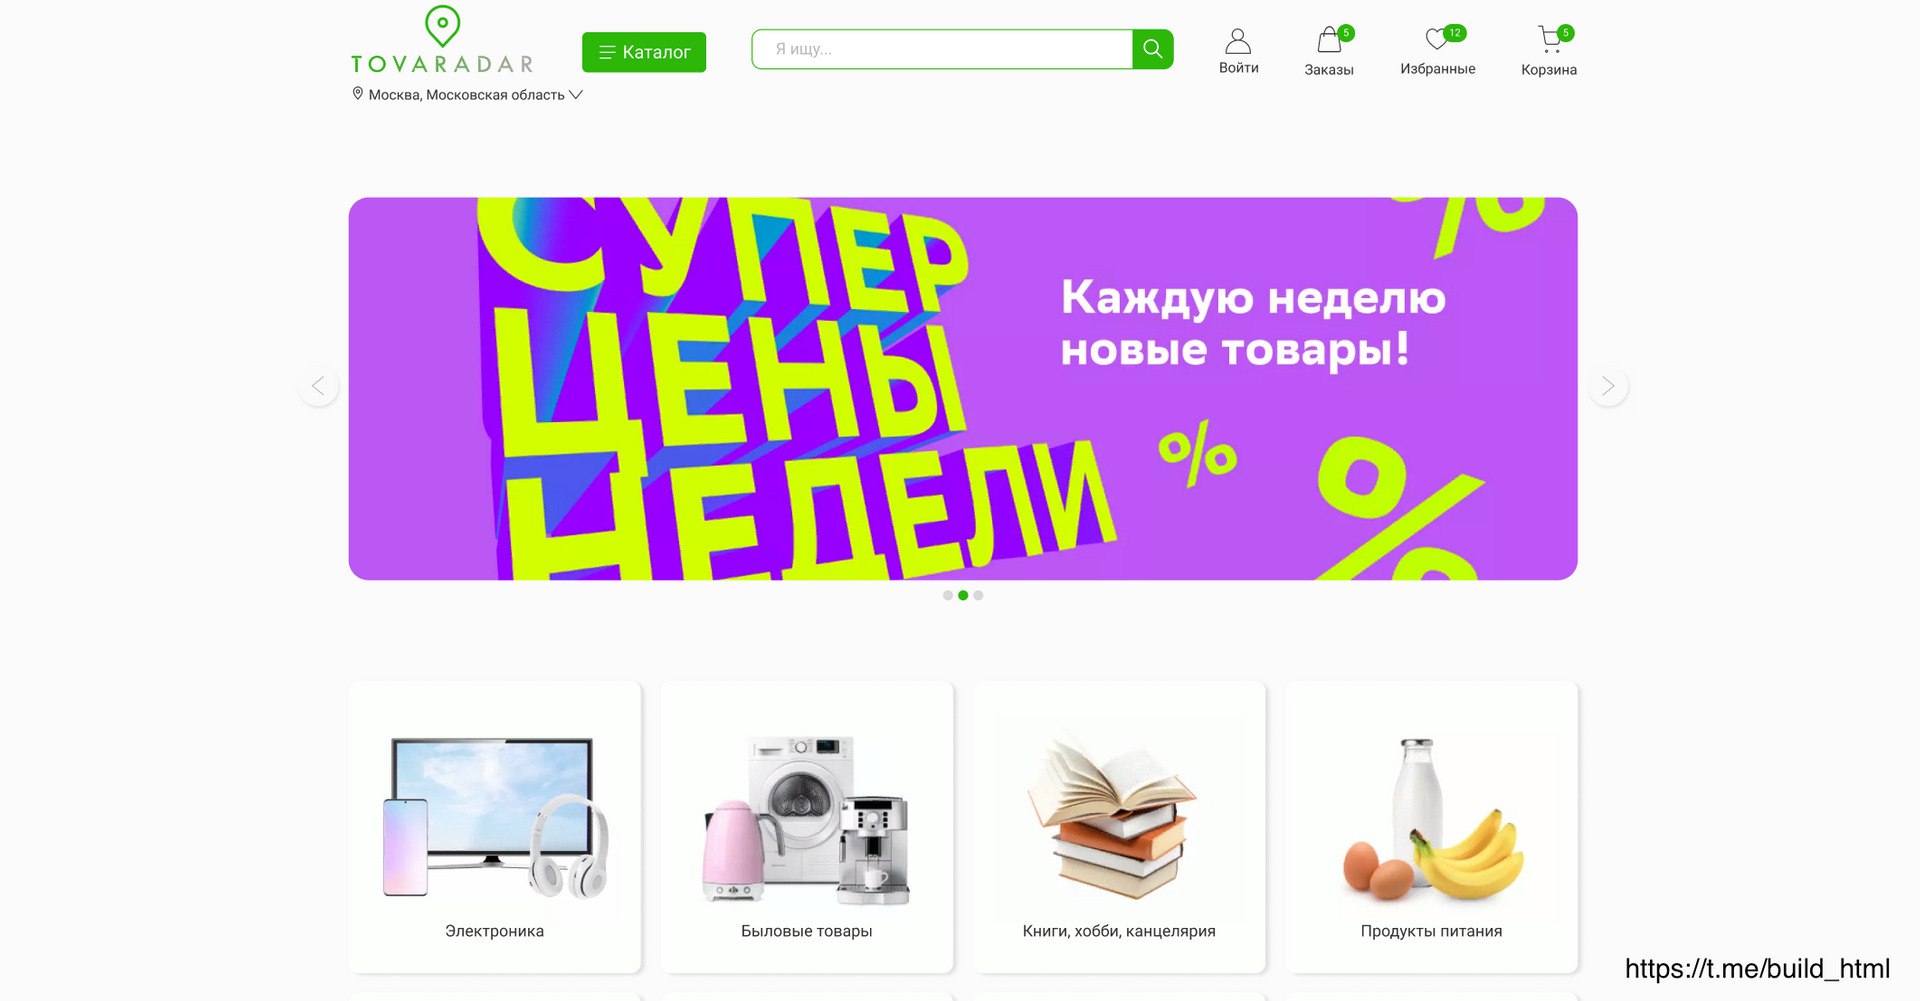 TOVARADAR
Каталог
Я ищу...
Войти
5
Заказы
12
Избранные
5
Корзина
Москва, Московская область
СУПЕР
ЦЕНЫ
НЕДЕЛИ
Каждую неделю
новые товары!
%
%
%
Электроника
Быловые товары
Книги, хобби, канцелярия
Продукты питания
https://t.me/build_html